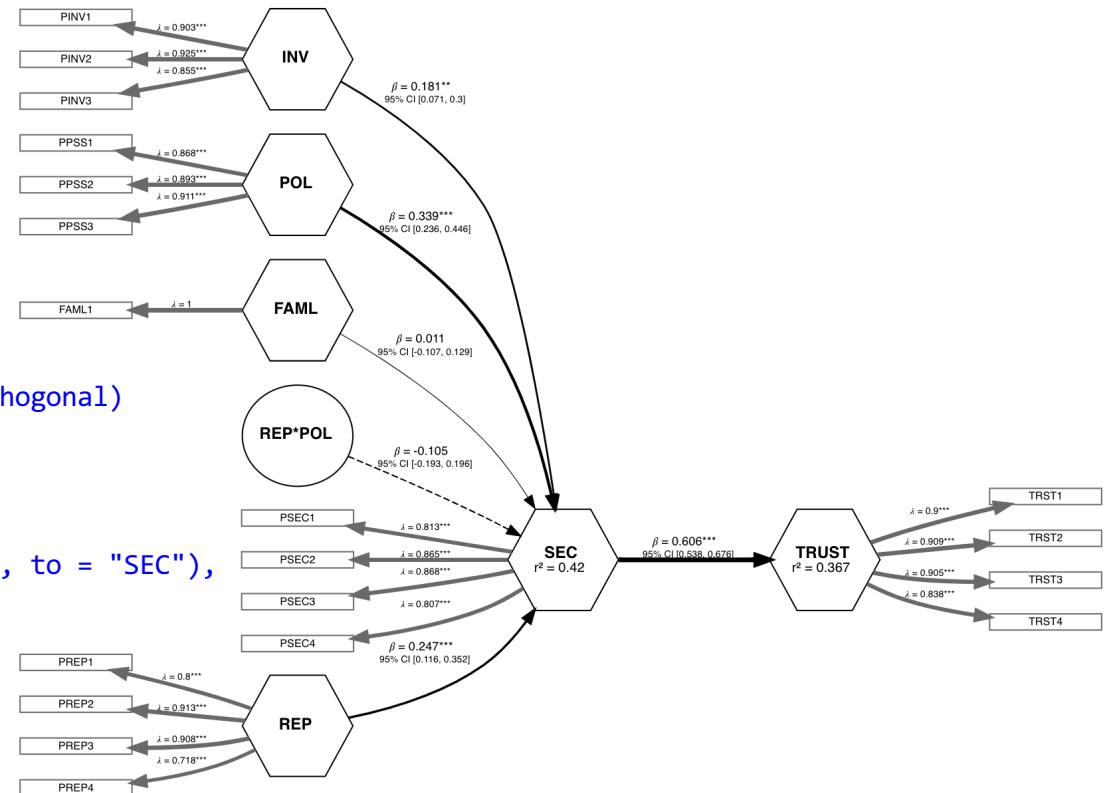 PINV1
λ = 0.903***
PINV2
λ = 0.925***
λ = 0.855***
PINV3
INV
β = 0.181**
95% CI [0.071, 0.3]
PPSS1
λ = 0.868***
PPSS2
λ = 0.893***
λ = 0.911***
PPSS3
POL
β = 0.339***
95% CI [0.236, 0.446]
FAML1
λ = 1
FAML
β = 0.011
95% CI [-0.107, 0.129]
hogonal)
REP*POL
β = -0.105
95% CI [-0.193, 0.196]
, to = "SEC"),
PSEC1
λ = 0.813***
PSEC2
λ = 0.865***
λ = 0.868***
PSEC3
λ = 0.807***
PSEC4
SEC
r² = 0.42
β = 0.606***
95% CI [0.538, 0.676]
TRUST
r² = 0.367
TRST1
λ = 0.9***
TRST2
λ = 0.909***
λ = 0.905***
TRST3
λ = 0.838***
TRST4
β = 0.247***
95% CI [0.116, 0.352]
PREP1
λ = 0.8***
PREP2
λ = 0.913***
PREP3
λ = 0.908***
λ = 0.718***
PREP4
REP